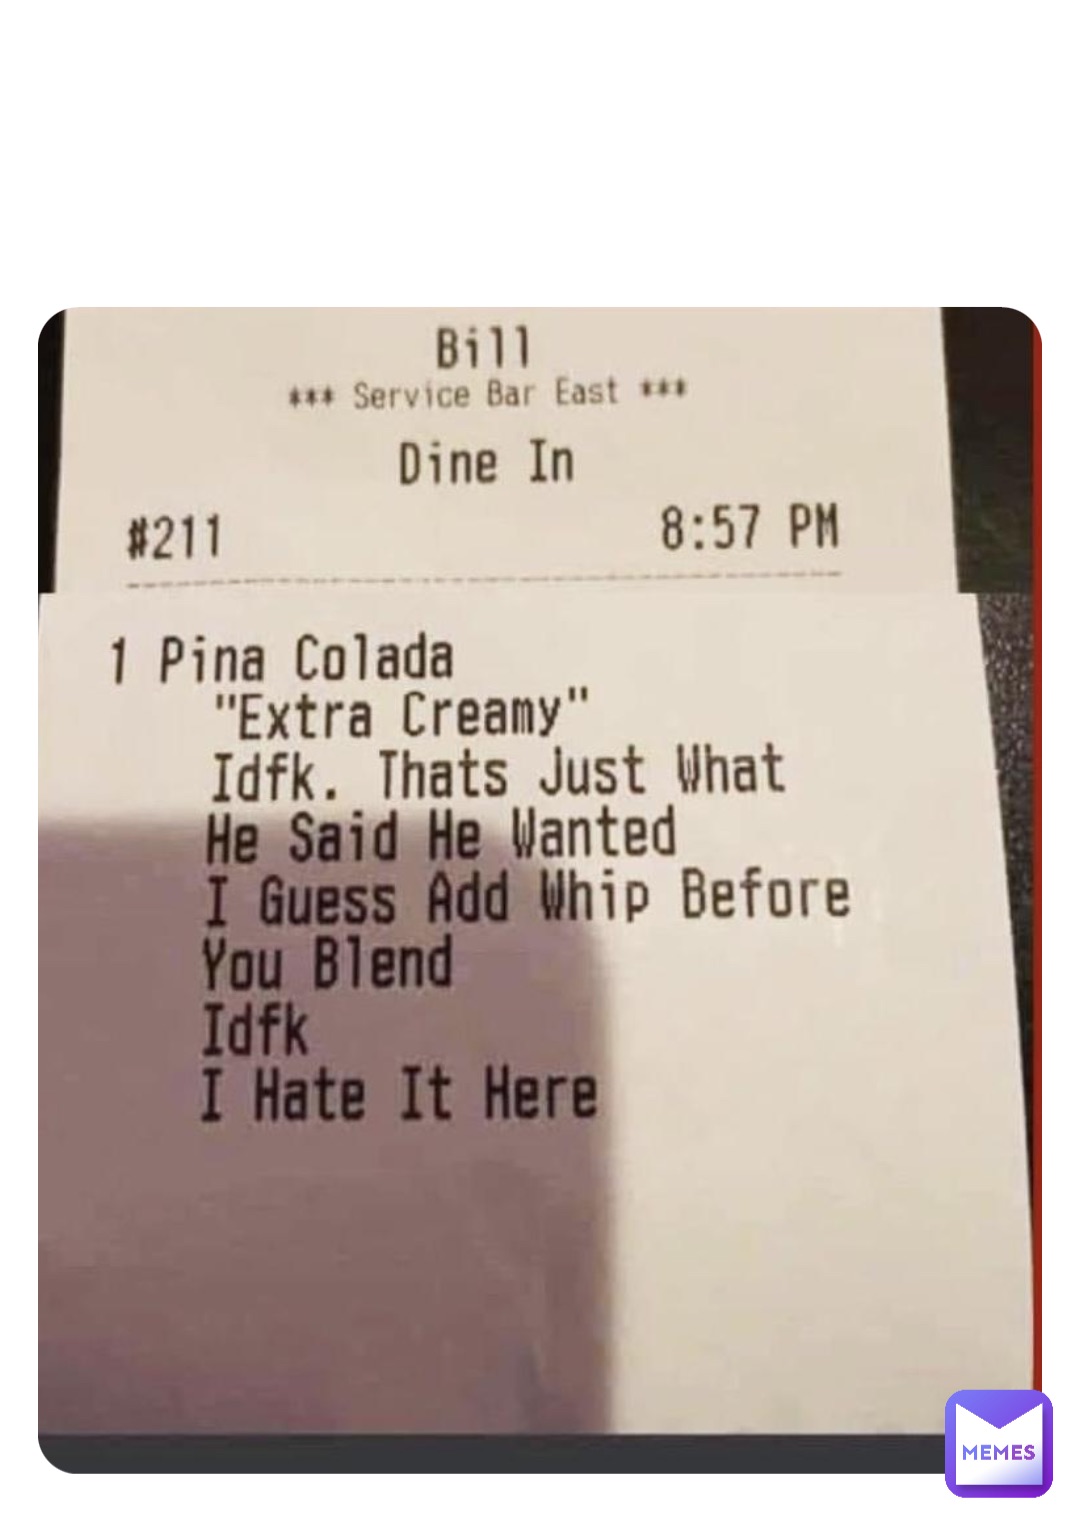 Bill
*** Service Bar East ***
Dine In
#211 8:57 PM
1 Pina Colada
"Extra Creamy"
Idfk. Thats Just What
He Said He Wanted
I Guess Add Whip Before
You Blend
Idfk
I Hate It Here
MEMES